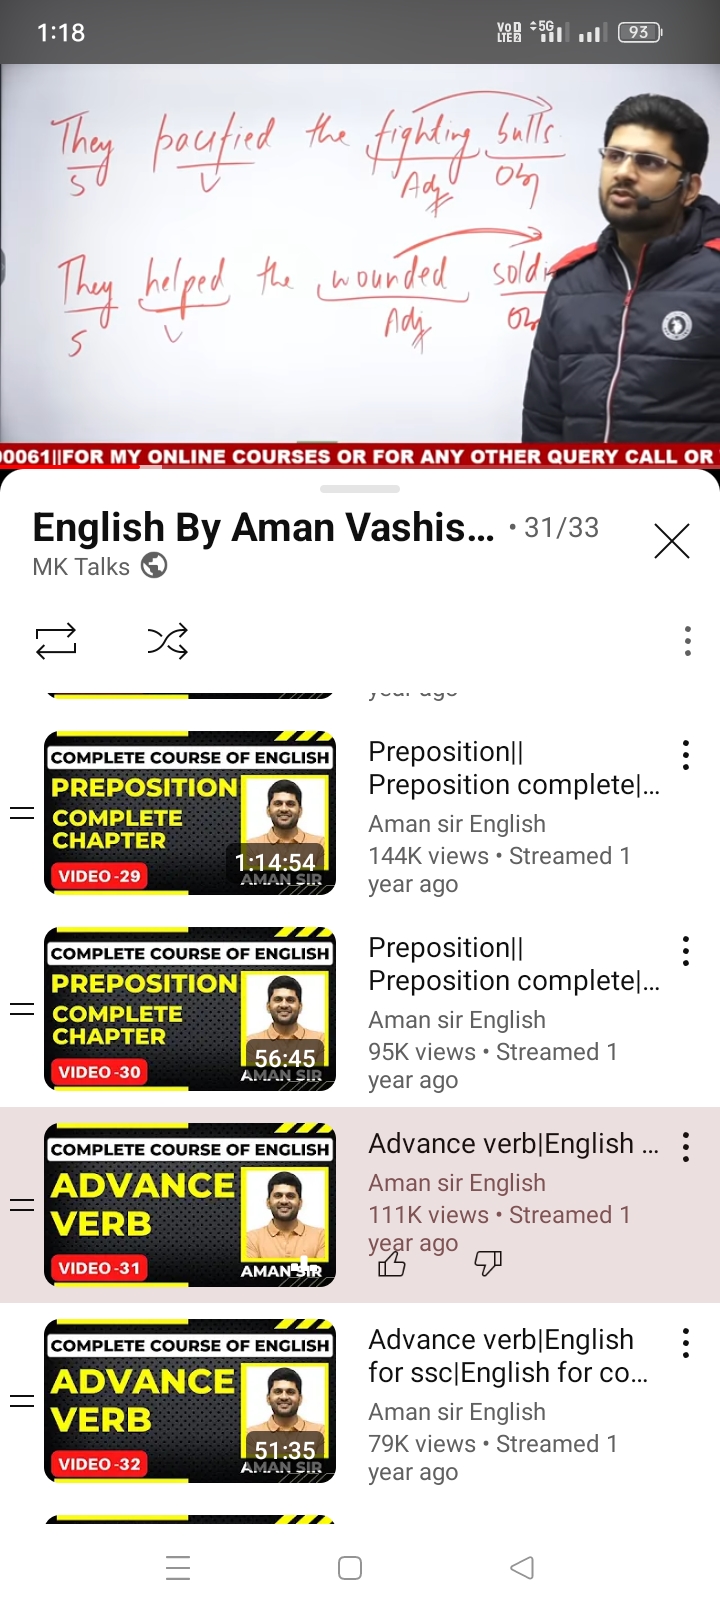 1:18
VoD LTE2 5G 93
They pacified the fighting bulls.
S V Adj Obj
They helped the wounded soldi
S V Adj Ob
00061||FOR MY ONLINE COURSES OR FOR ANY OTHER QUERY CALL OR
English By Aman Vashis... • 31/33
MK Talks
year ago
COMPLETE COURSE OF ENGLISH
PREPOSITION
COMPLETE
CHAPTER
VIDEO -29
1:14:54
AMAN SIR
Preposition||
Preposition complete|...
Aman sir English
144K views • Streamed 1
year ago
COMPLETE COURSE OF ENGLISH
PREPOSITION
COMPLETE
CHAPTER
VIDEO -30
56:45
AMAN SIR
Preposition||
Preposition complete|...
Aman sir English
95K views • Streamed 1
year ago
COMPLETE COURSE OF ENGLISH
ADVANCE
VERB
VIDEO -31
AMAN SIR
Advance verb|English ...
Aman sir English
111K views • Streamed 1
year ago
COMPLETE COURSE OF ENGLISH
ADVANCE
VERB
VIDEO -32
51:35
AMAN SIR
Advance verb|English
for ssc|English for co...
Aman sir English
79K views • Streamed 1
year ago